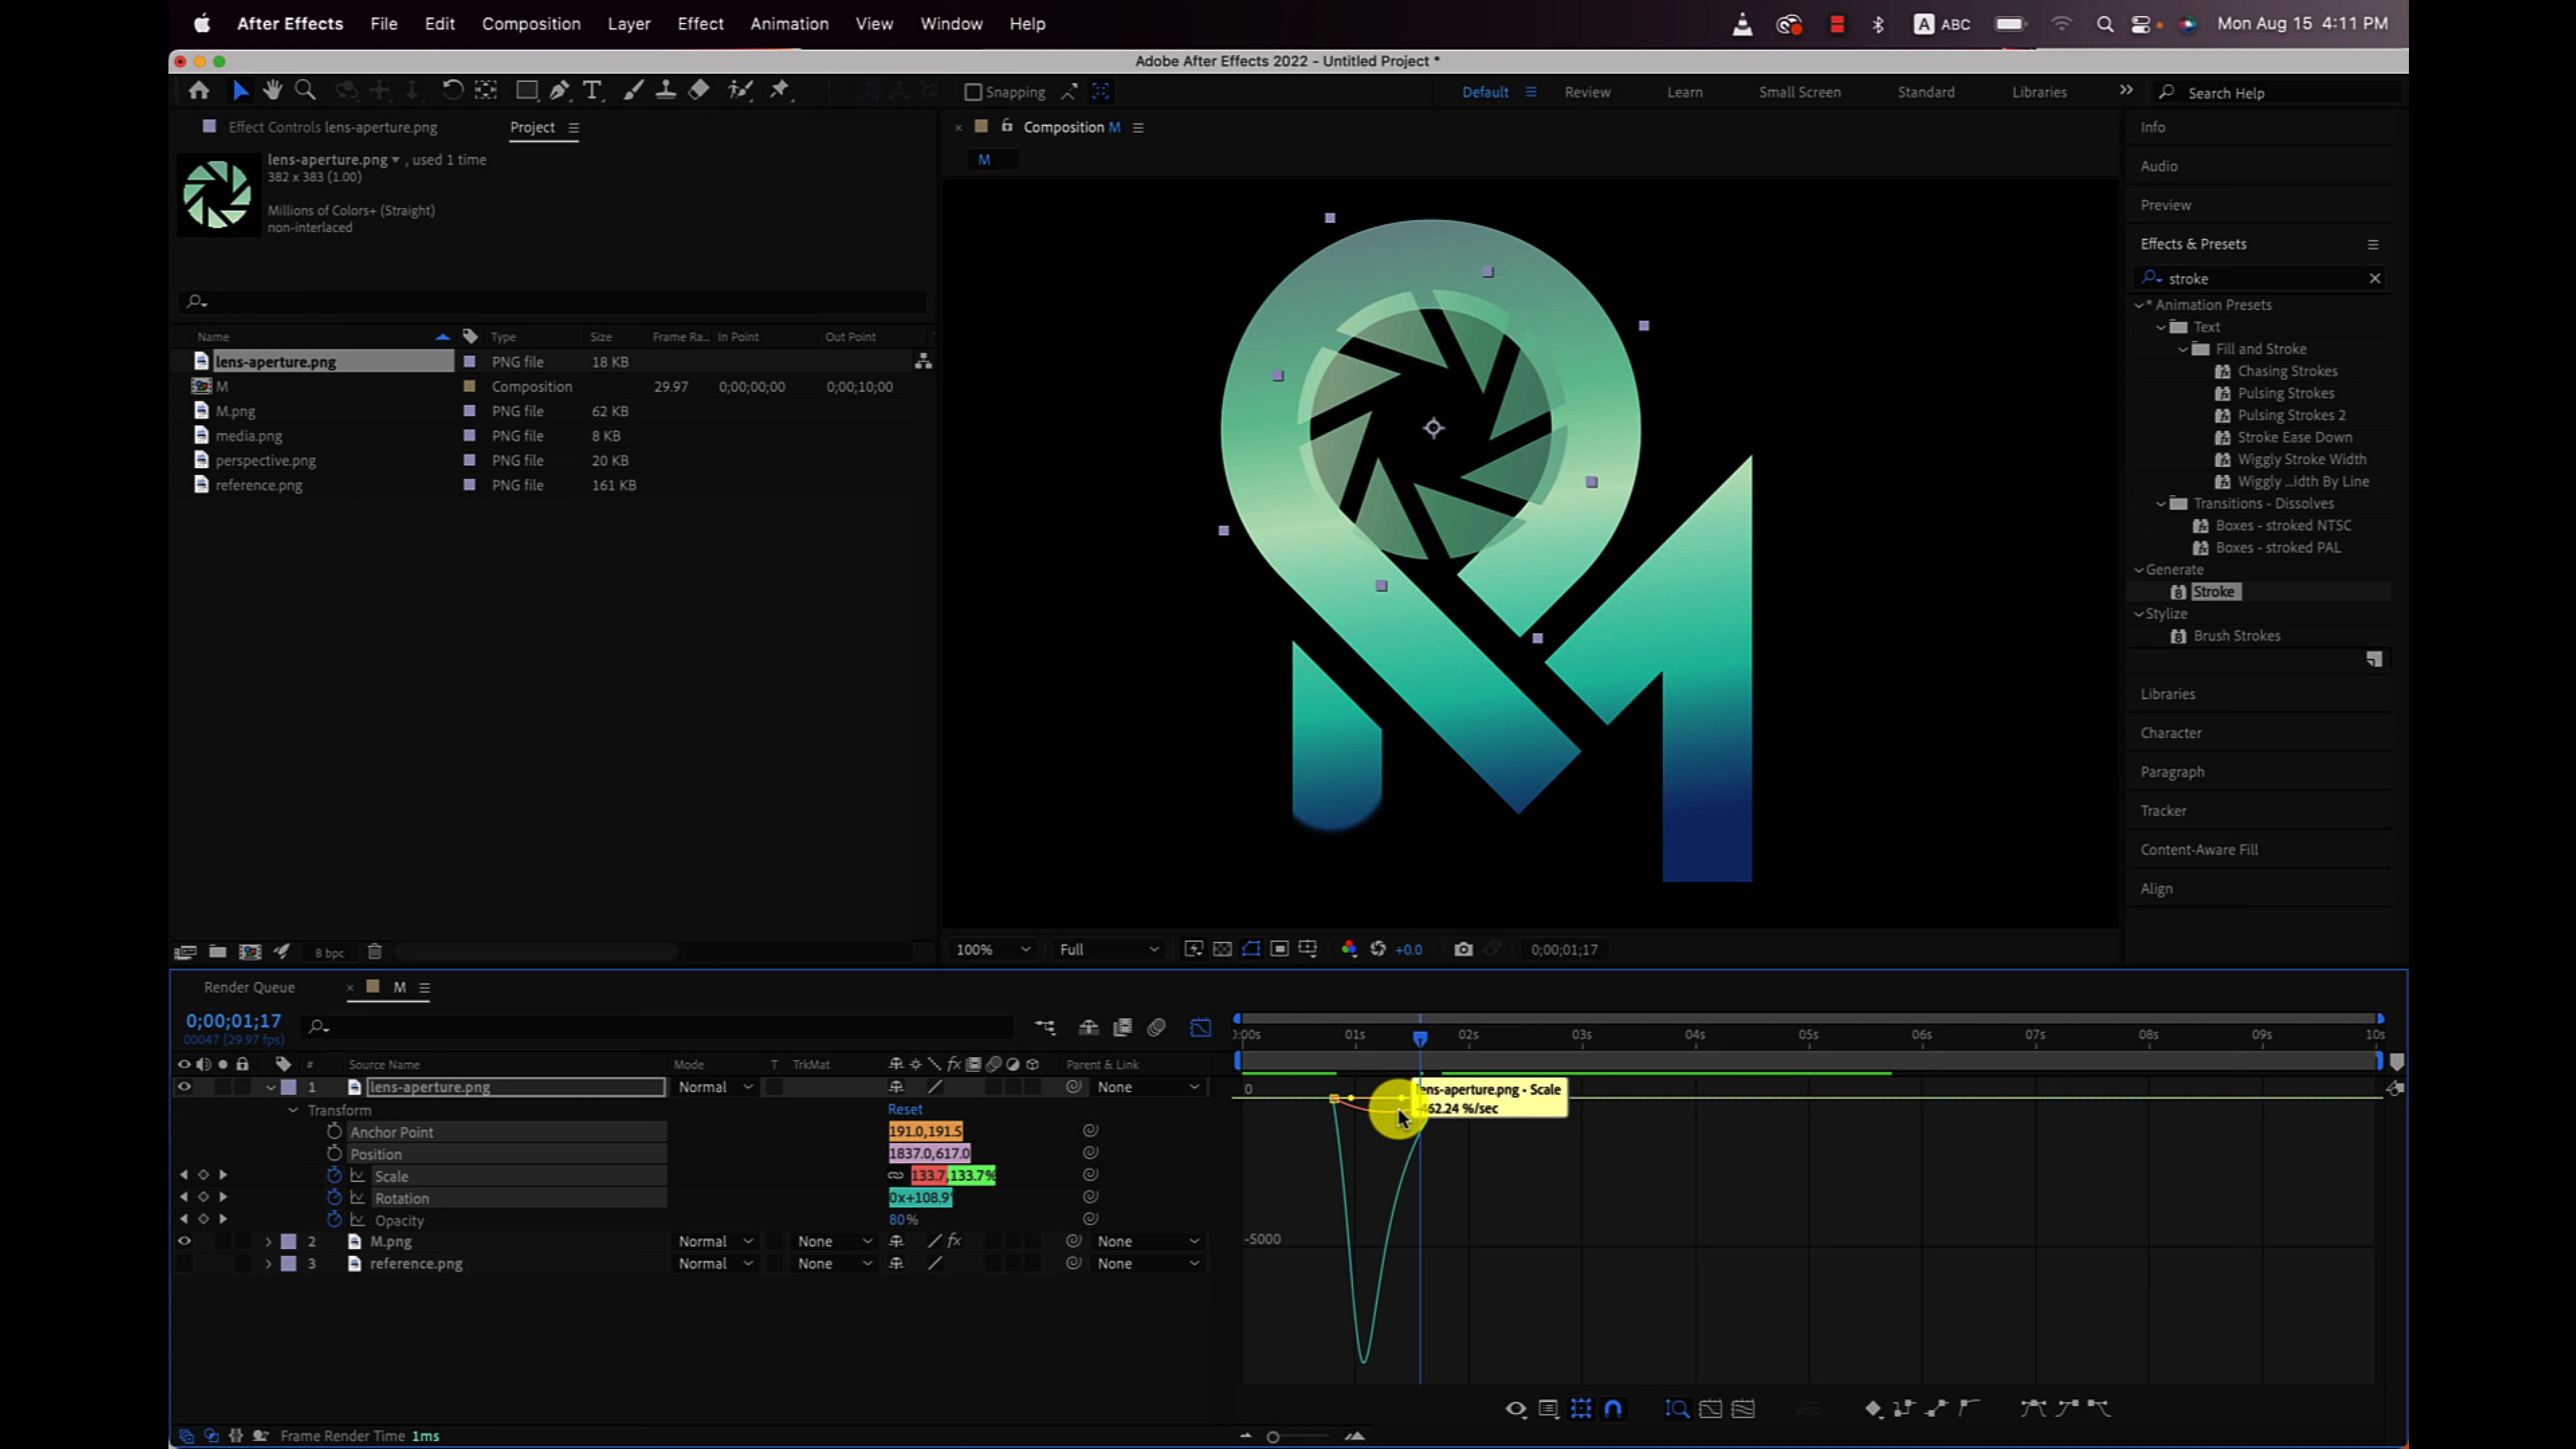 After Effects File Edit Composition Layer Effect Animation View Window Help
A ABC Mon Aug 15 4:11 PM
Adobe After Effects 2022 - Untitled Project *
Snapping Default Review Learn Small Screen Standard Libraries Search Help
Effect Controls lens-aperture.png Project
lens-aperture.png , used 1 time
382 x 383 (1.00)
Millions of Colors+ (Straight)
non-interlaced
Name Type Size Frame Ra... In Point Out Point
lens-aperture.png PNG file 18 KB
M Composition 29.97 0;00;00;00 0;00;10;00
M.png PNG file 62 KB
media.png PNG file 8 KB
perspective.png PNG file 20 KB
reference.png PNG file 161 KB
8 bpc
Composition M
M
100% Full +0.0 0;00;01;17
Info
Audio
Preview
Effects & Presets
stroke
* Animation Presets
Text
Fill and Stroke
Chasing Strokes
Pulsing Strokes
Pulsing Strokes 2
Stroke Ease Down
Wiggly Stroke Width
Wiggly ...idth By Line
Transitions - Dissolves
Boxes - stroked NTSC
Boxes - stroked PAL
Generate
Stroke
Stylize
Brush Strokes
Libraries
Character
Paragraph
Tracker
Content-Aware Fill
Align
Render Queue M
0;00;01;17
00047 (29.97 fps)
# Source Name Mode T TrkMat Parent & Link
1 lens-aperture.png Normal None
Transform Reset
Anchor Point 191.0,191.5
Position 1837.0,617.0
Scale 133.7,133.7%
Rotation 0x+108.9°
Opacity 80%
2 M.png Normal None None
3 reference.png Normal None None
Frame Render Time 1ms
:00s 01s 02s 03s 04s 05s 06s 07s 08s 09s 10s
0
lens-aperture.png - Scale
-462.24 %/sec
-5000